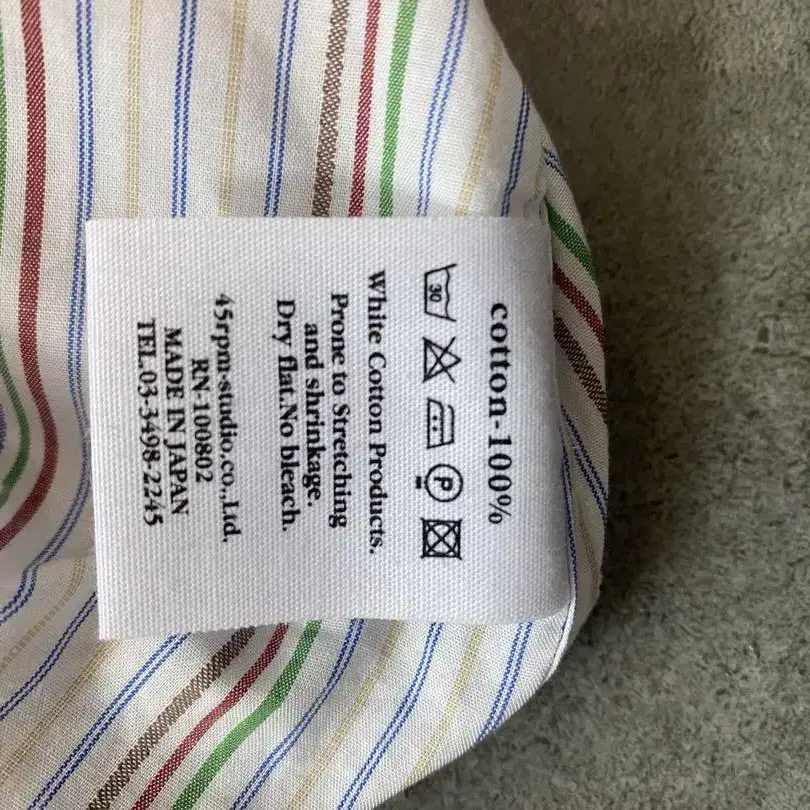 cotton-100%
30
P
White Cotton Products.
Prone to Stretching
and shrinkage.
Dry flat.No bleach.
45rpm-studio.co.,Ltd.
RN-100802
MADE IN JAPAN
TEL.03-3498-2245